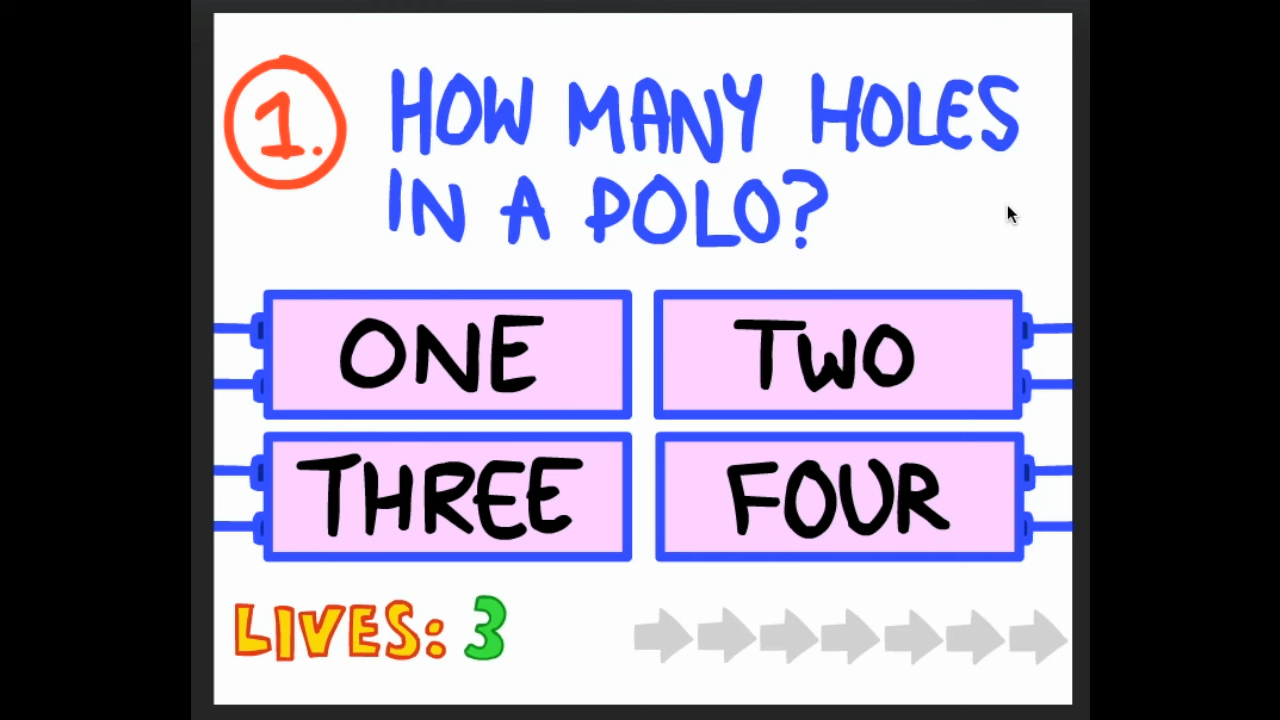 1. HOW MANY HOLES
IN A POLO?
ONE
TWO
THREE
FOUR
LIVES: 3